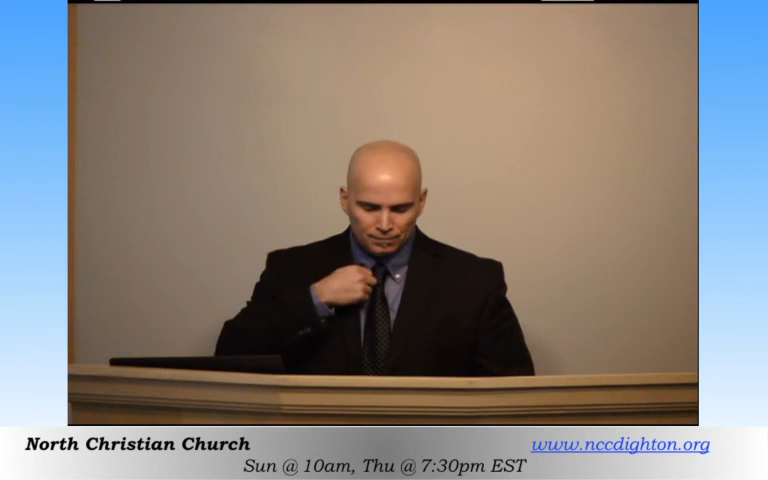 North Christian Church
www.nccdighton.org
Sun @ 10am, Thu @ 7:30pm EST